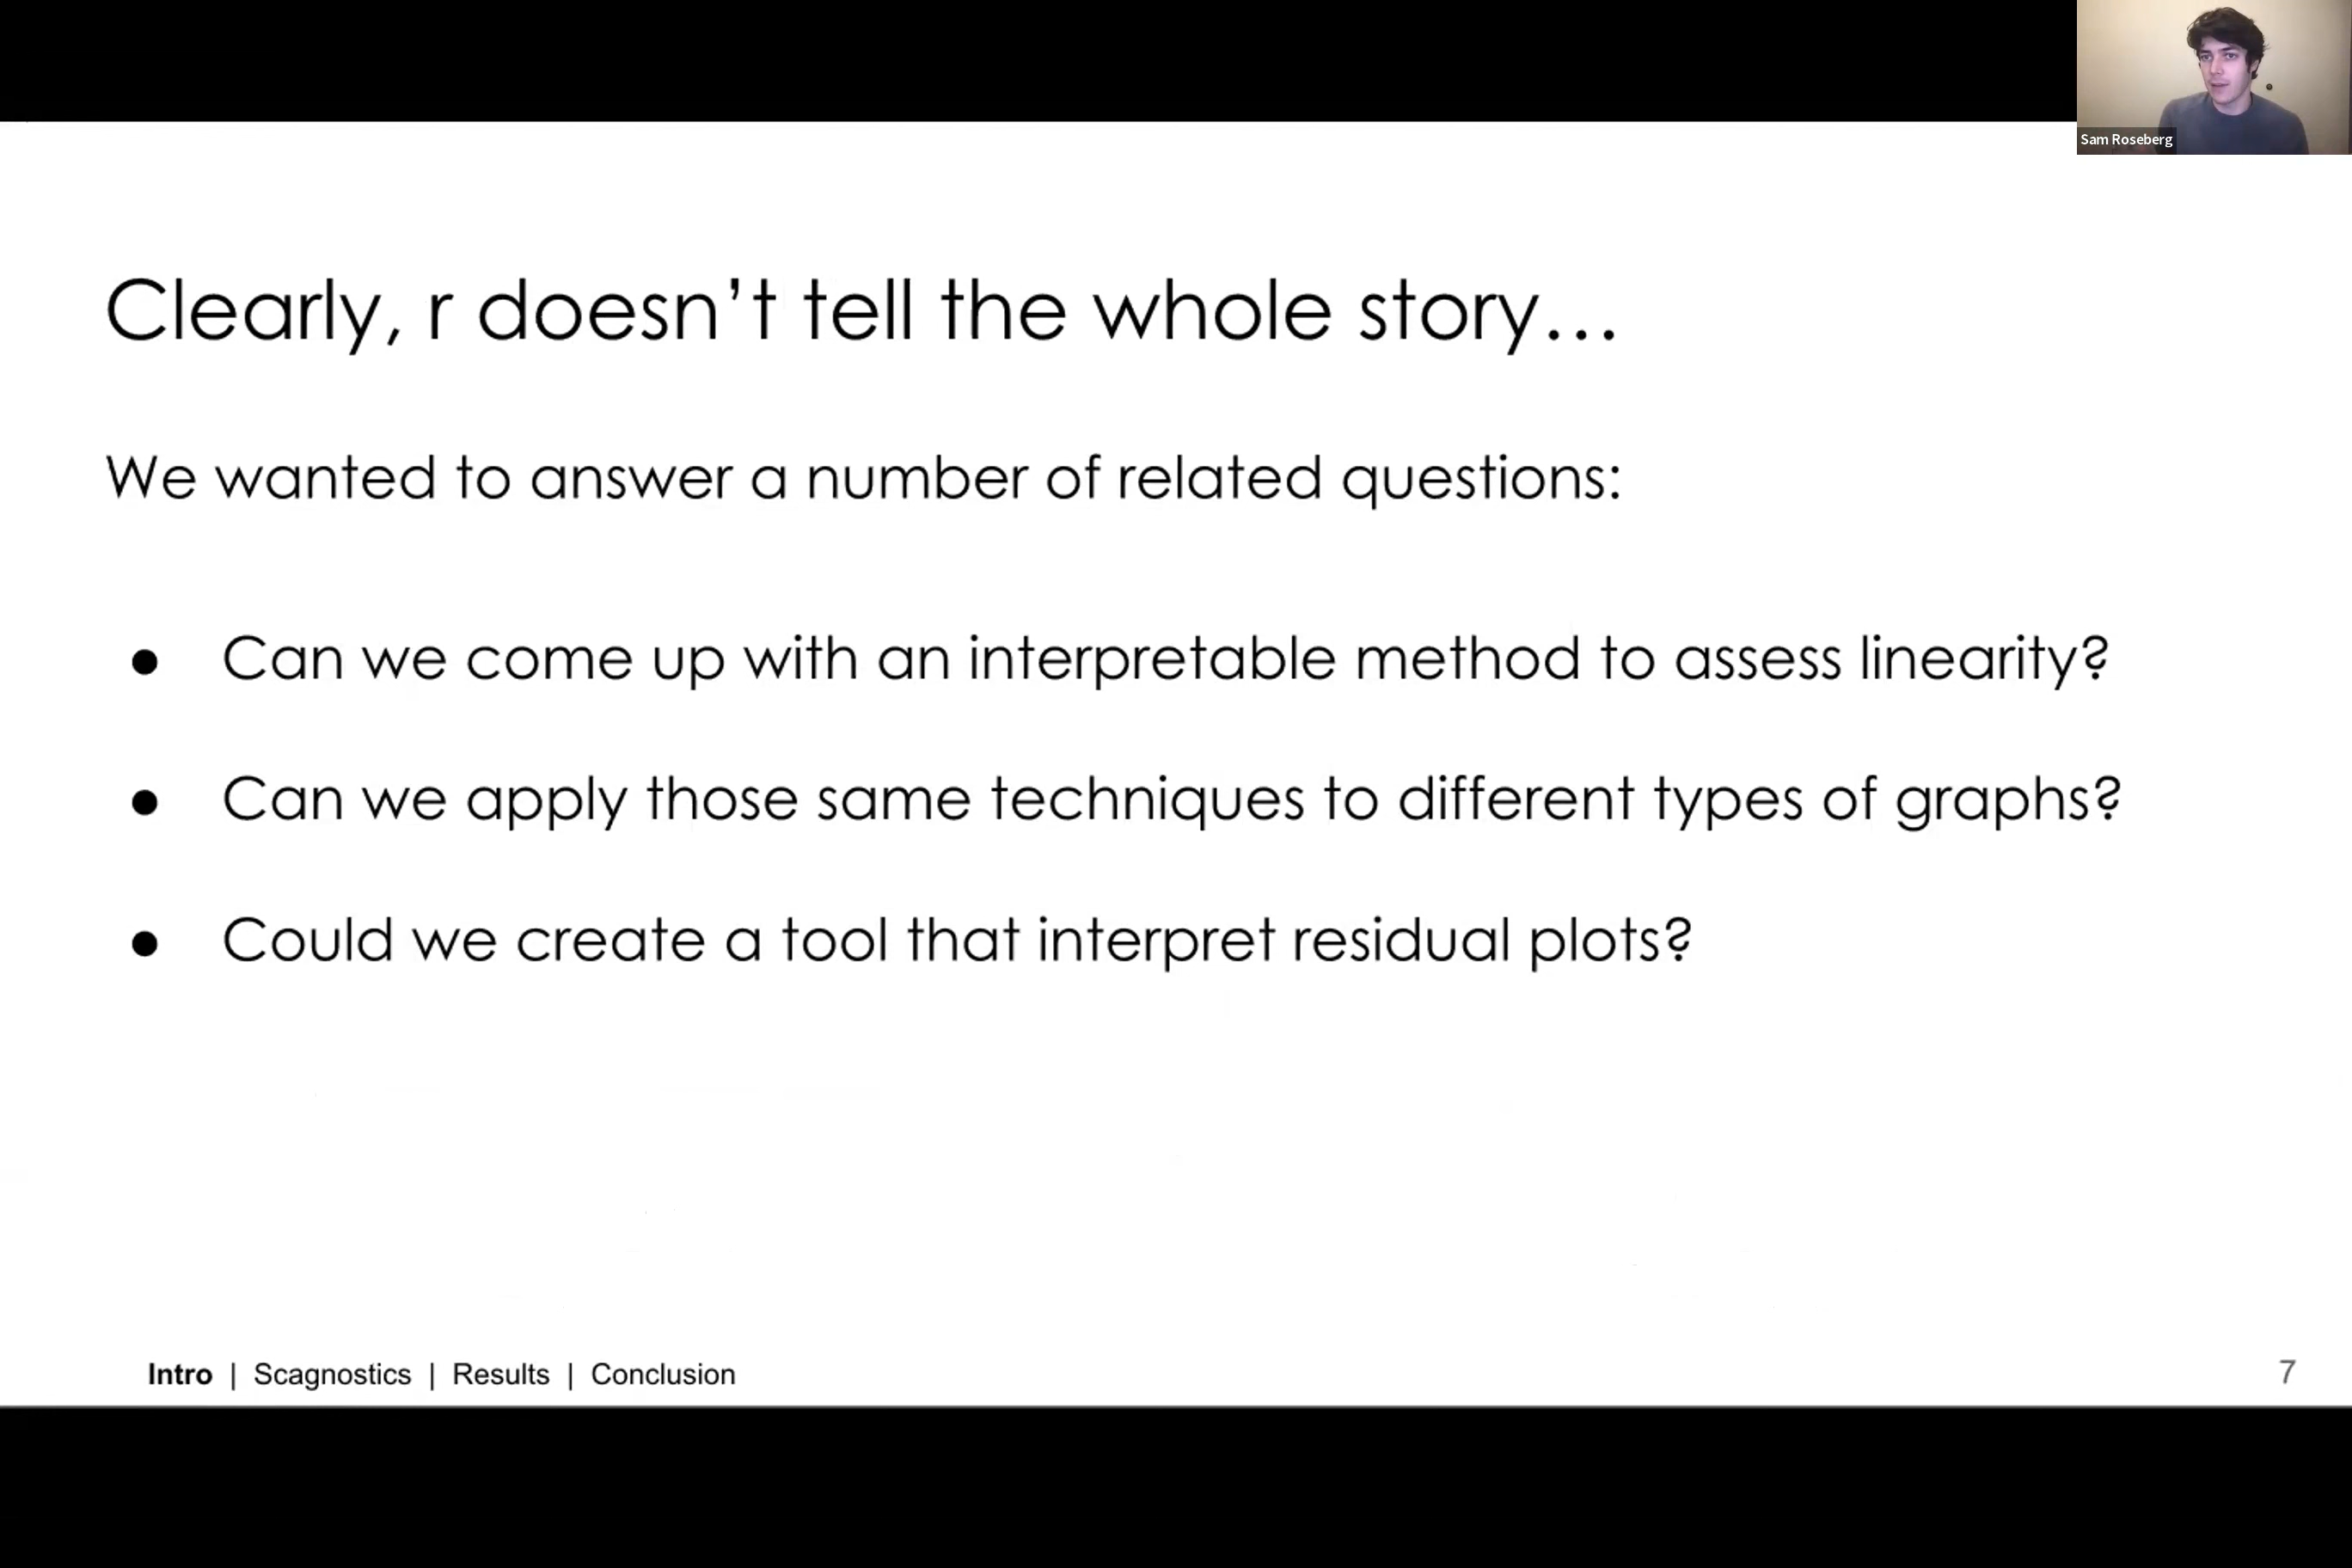 Sam Roseberg
Clearly, r doesn’t tell the whole story…
We wanted to answer a number of related questions:
● Can we come up with an interpretable method to assess linearity?
● Can we apply those same techniques to different types of graphs?
● Could we create a tool that interpret residual plots?
Intro | Scagnostics | Results | Conclusion
7